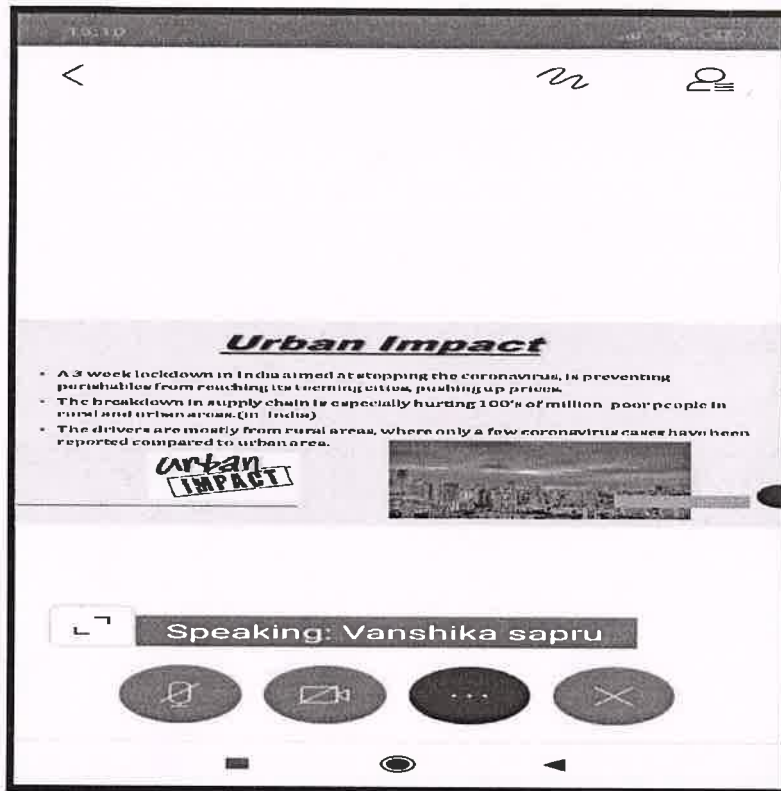 15:10
Urban Impact
• A 3 week lockdown in India aimed at stopping the coronavirus, is preventing
perishables from reaching its teeming cities, pushing up prices.
• The breakdown in supply chain is especially hurting 100's of million poor people in
rural and urban areas.(in India)
• The drivers are mostly from rural areas, where only a few coronavirus cases have been
reported compared to urban area.
urban
IMPACT
Speaking: Vanshika sapru